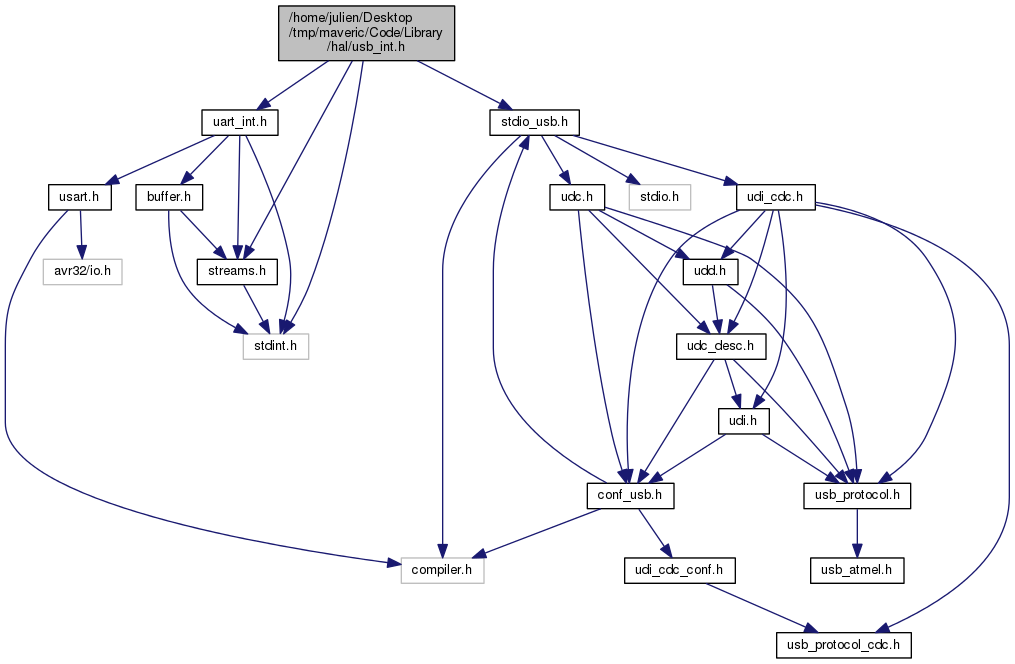 /home/julien/Desktop
/tmp/maveric/Code/Library
/hal/usb_int.h
uart_int.h
stdio_usb.h
usart.h
buffer.h
udc.h
stdio.h
udi_cdc.h
avr32/io.h
streams.h
udd.h
stdint.h
udc_desc.h
udi.h
conf_usb.h
usb_protocol.h
compiler.h
udi_cdc_conf.h
usb_atmel.h
usb_protocol_cdc.h